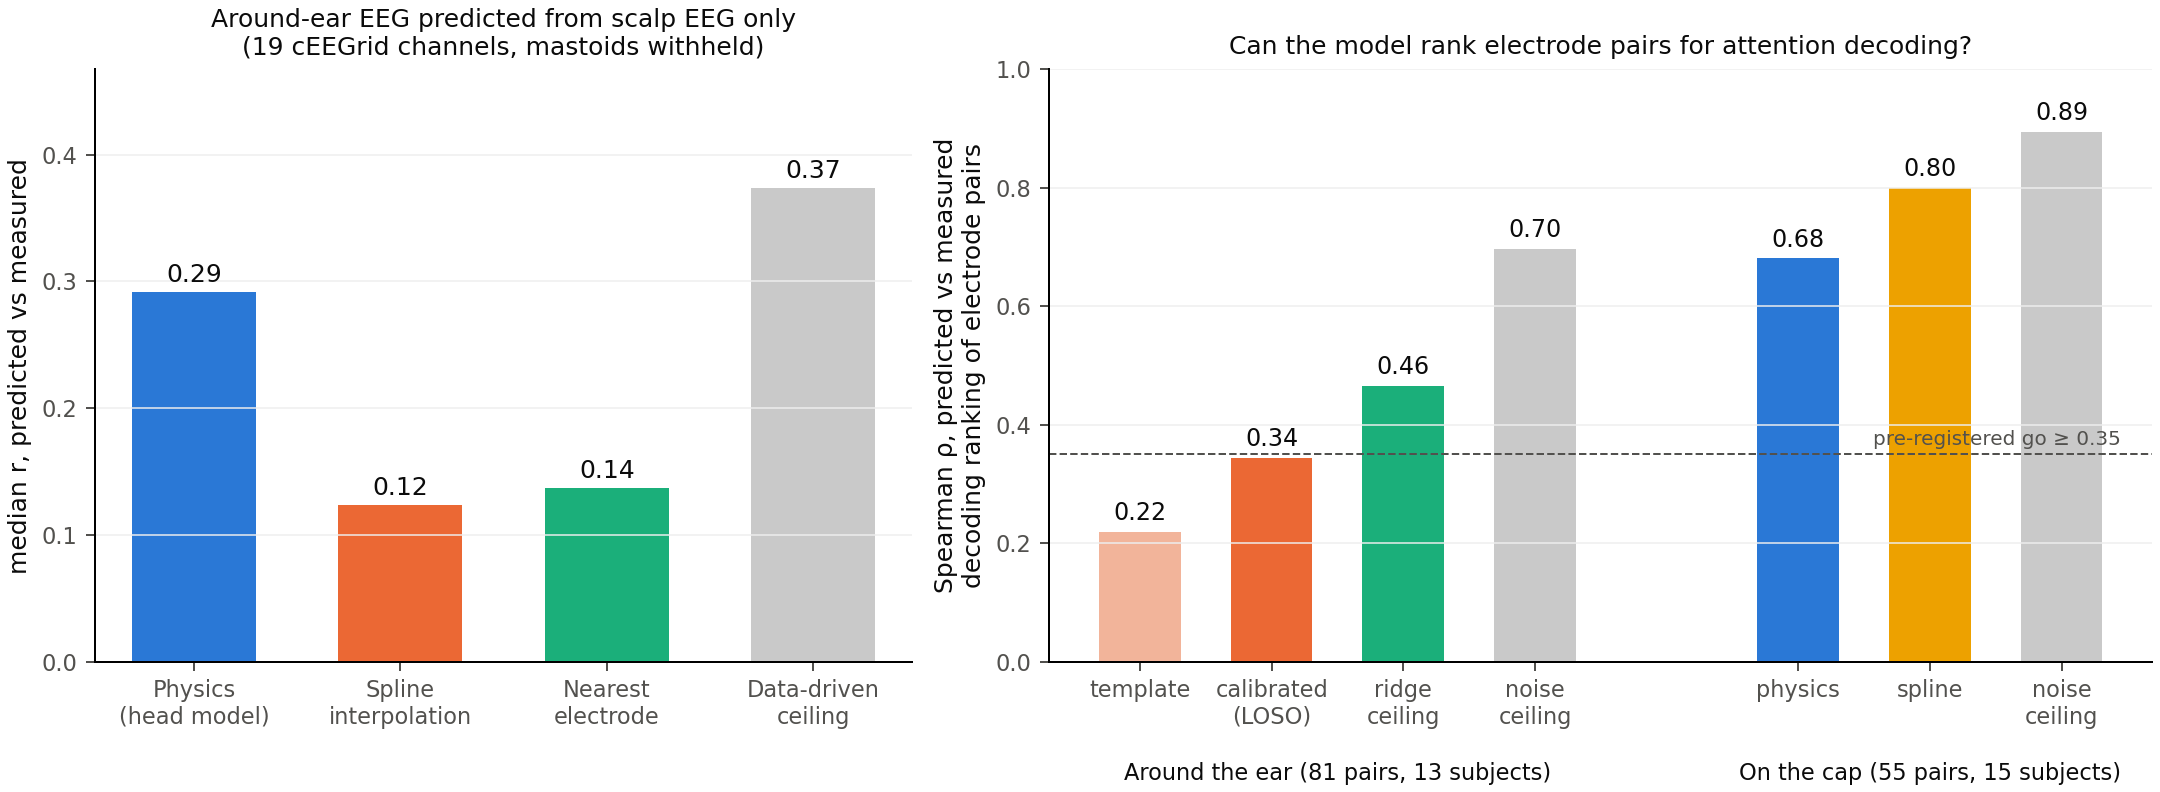 Around-ear EEG predicted from scalp EEG only
(19 cEEGrid channels, mastoids withheld)
median r, predicted vs measured
0.4
0.3
0.2
0.1
0.0
0.29
0.12
0.14
0.37
Physics
(head model)
Spline
interpolation
Nearest
electrode
Data-driven
ceiling
Can the model rank electrode pairs for attention decoding?
Spearman ρ, predicted vs measured
decoding ranking of electrode pairs
1.0
0.8
0.6
0.4
0.2
0.0
0.22
0.34
0.46
0.70
0.68
0.80
0.89
pre-registered go ≥ 0.35
template
calibrated
(LOSO)
ridge
ceiling
noise
ceiling
physics
spline
noise
ceiling
Around the ear (81 pairs, 13 subjects)
On the cap (55 pairs, 15 subjects)